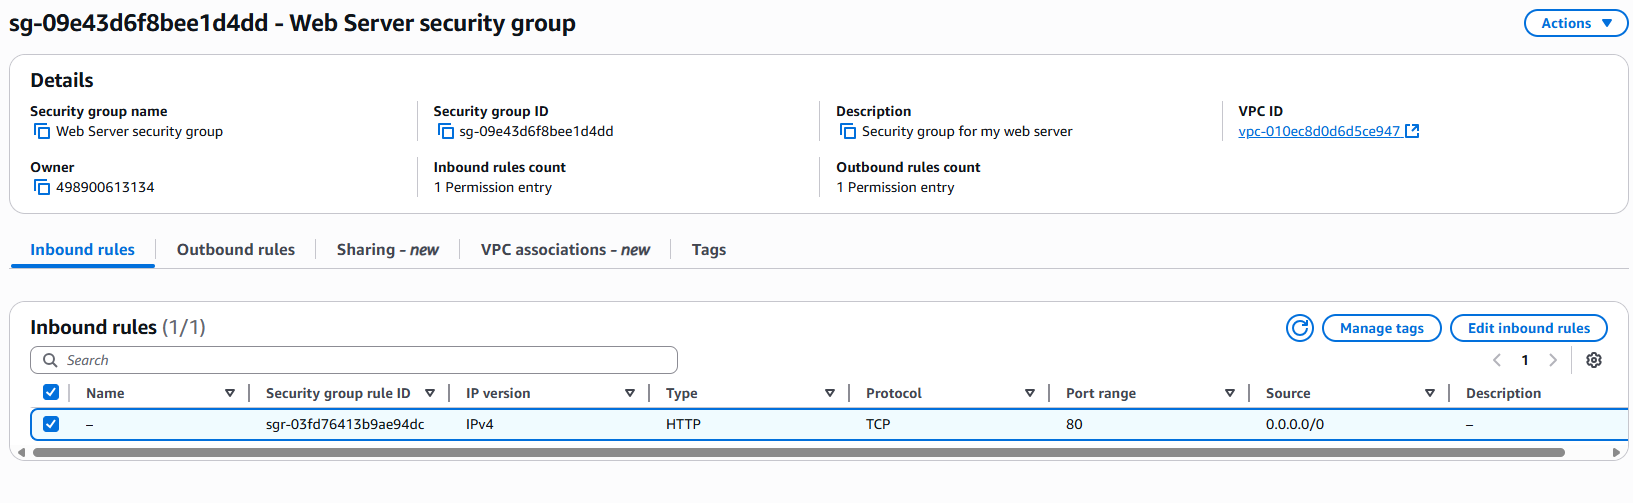 sg-09e43d6f8bee1d4dd - Web Server security group
Actions
Details
Security group name
Web Server security group
Security group ID
sg-09e43d6f8bee1d4dd
Description
Security group for my web server
VPC ID
vpc-010ec8d0d6d5ce947
Owner
498900613134
Inbound rules count
1 Permission entry
Outbound rules count
1 Permission entry
Inbound rules Outbound rules Sharing - new VPC associations - new Tags
Inbound rules (1/1)
Manage tags
Edit inbound rules
Search
1
Name Security group rule ID IP version Type Protocol Port range Source Description
– sgr-03fd76413b9ae94dc IPv4 HTTP TCP 80 0.0.0.0/0 –